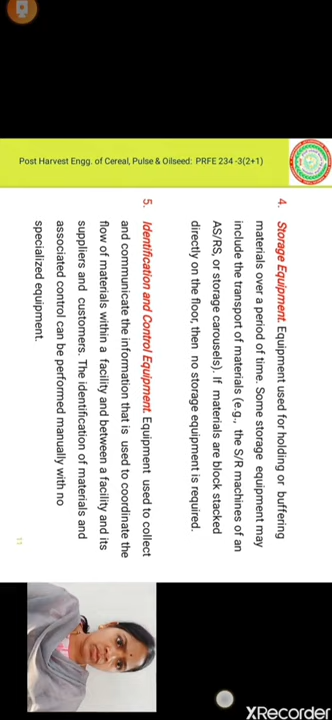 Post Harvest Engg. of Cereal, Pulse & Oilseed: PRFE 234 -3(2+1)
4. Storage Equipment. Equipment used for holding or buffering
materials over a period of time. Some storage equipment may
include the transport of materials (e.g., the S/R machines of an
AS/RS, or storage carousels). If materials are block stacked
directly on the floor, then no storage equipment is required.
5. Identification and Control Equipment. Equipment used to collect
and communicate the information that is used to coordinate the
flow of materials within a facility and between a facility and its
suppliers and customers. The identification of materials and
associated control can be performed manually with no
specialized equipment.
11
XRecorder